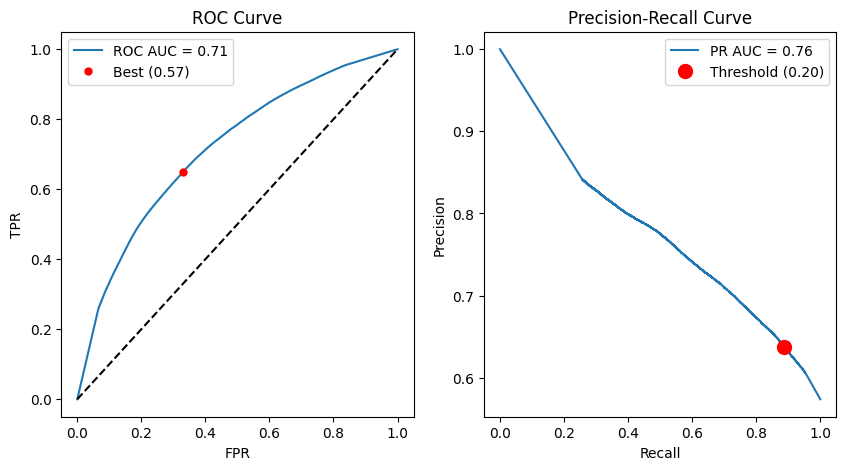 ROC Curve
ROC AUC = 0.71
Best (0.57)
1.0
0.8
0.6
0.4
0.2
0.0
TPR
0.0 0.2 0.4 0.6 0.8 1.0
FPR
Precision-Recall Curve
PR AUC = 0.76
Threshold (0.20)
1.0
0.9
0.8
0.7
0.6
Precision
0.0 0.2 0.4 0.6 0.8 1.0
Recall